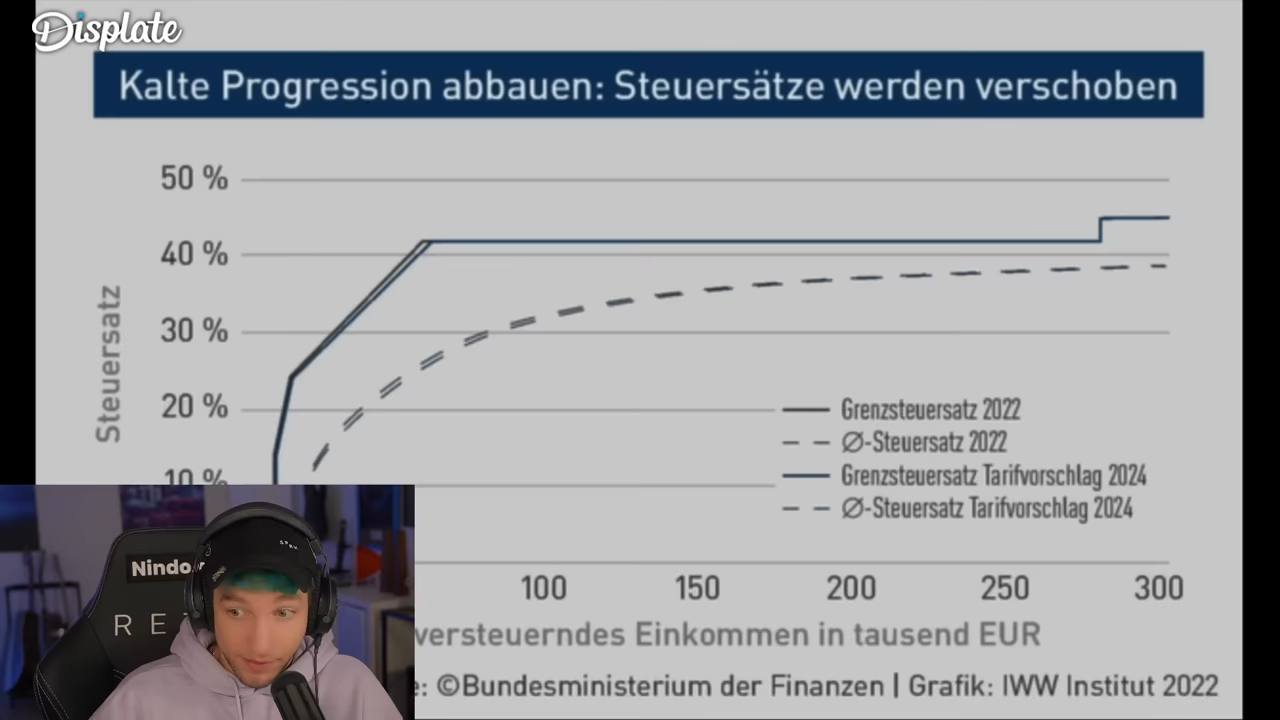 Displate
Kalte Progression abbauen: Steuersätze werden verschoben
50 %
40 %
30 %
20 %
10 %
Steuersatz
Grenzsteuersatz 2022
Ø-Steuersatz 2022
Grenzsteuersatz Tarifvorschlag 2024
Ø-Steuersatz Tarifvorschlag 2024
100 150 200 250 300
versteuerndes Einkommen in tausend EUR
: ©Bundesministerium der Finanzen | Grafik: IWW Institut 2022